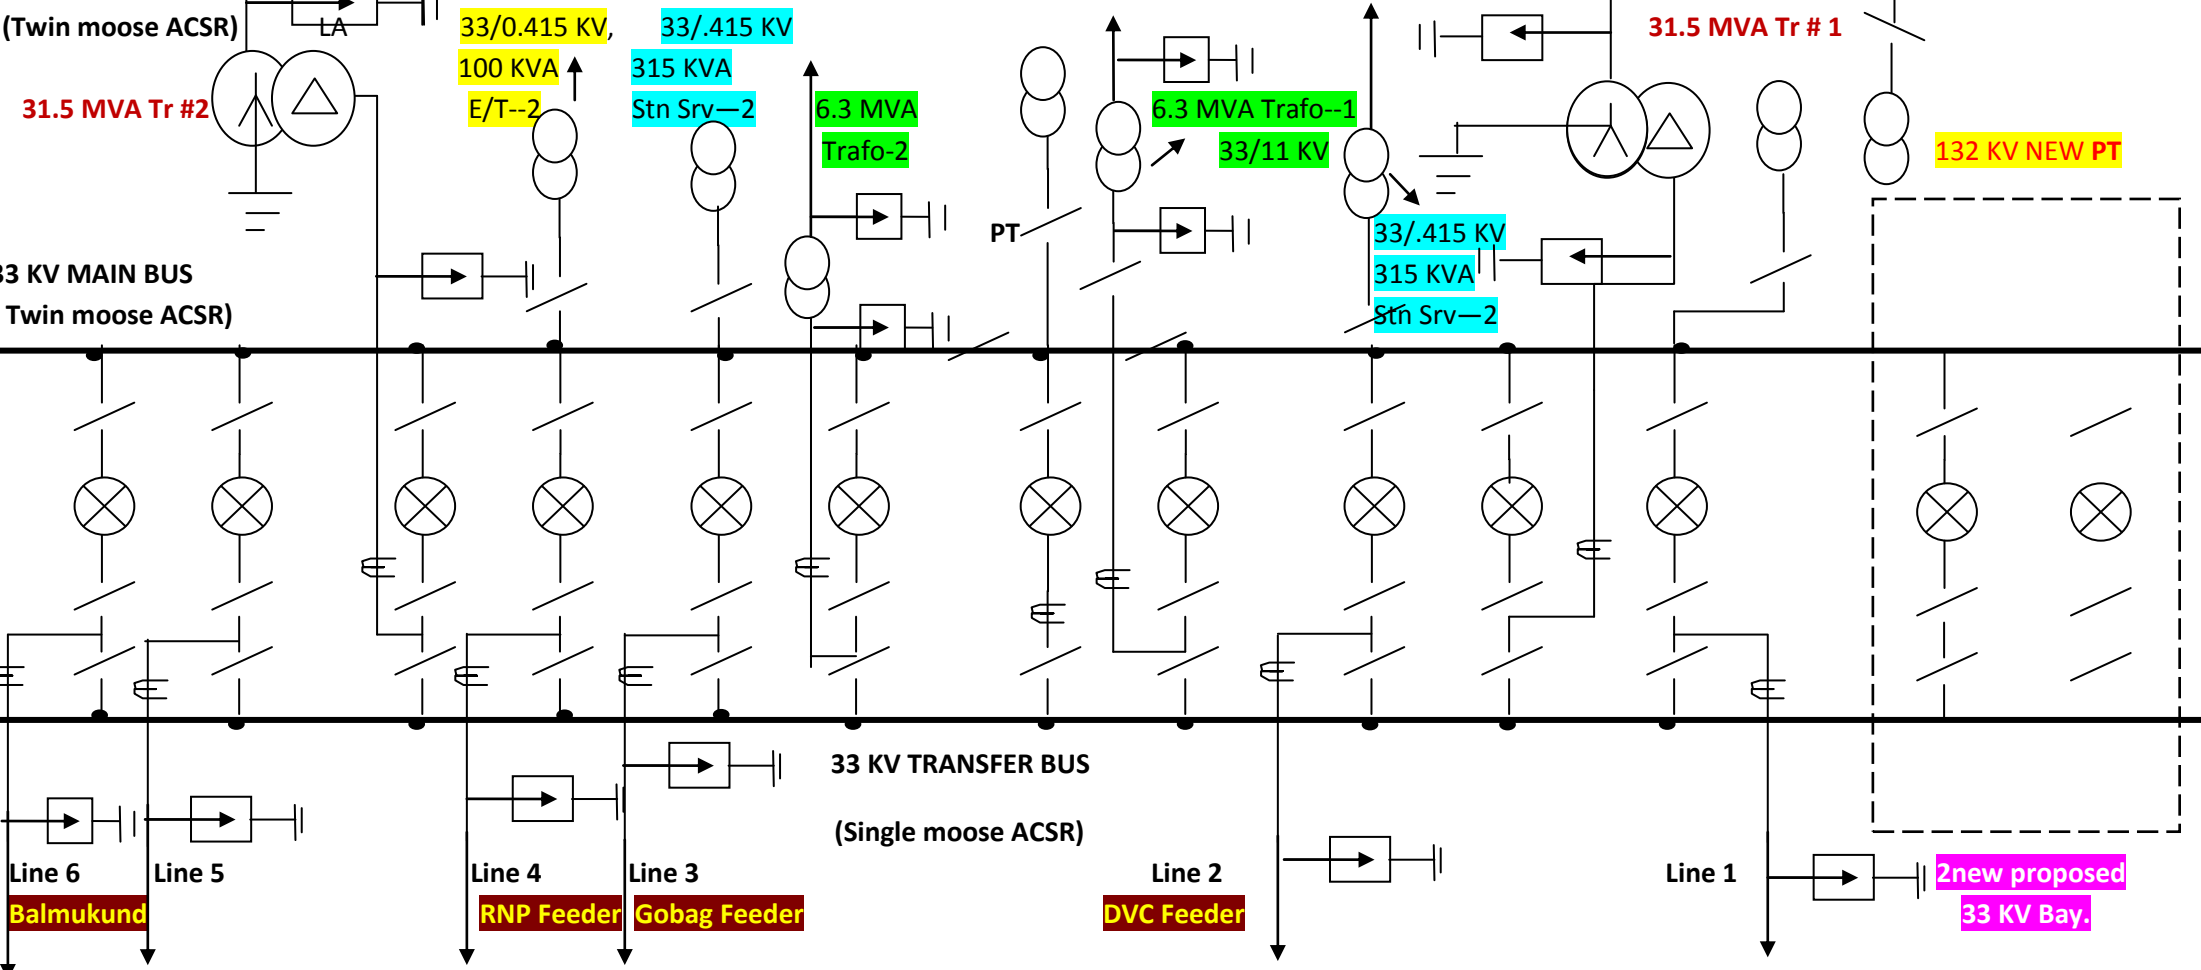 (Twin moose ACSR)
LA
33/0.415 KV,
100 KVA
E/T--2
33/.415 KV
315 KVA
Stn Srv—2
31.5 MVA Tr #2
6.3 MVA
Trafo-2
6.3 MVA Trafo--1
33/11 KV
31.5 MVA Tr # 1
132 KV NEW PT
PT
33/.415 KV
315 KVA
Stn Srv—2
33 KV MAIN BUS
Twin moose ACSR)
33 KV TRANSFER BUS
(Single moose ACSR)
Line 6
Balmukund
Line 5
Line 4
RNP Feeder
Line 3
Gobag Feeder
Line 2
DVC Feeder
Line 1
2new proposed
33 KV Bay.